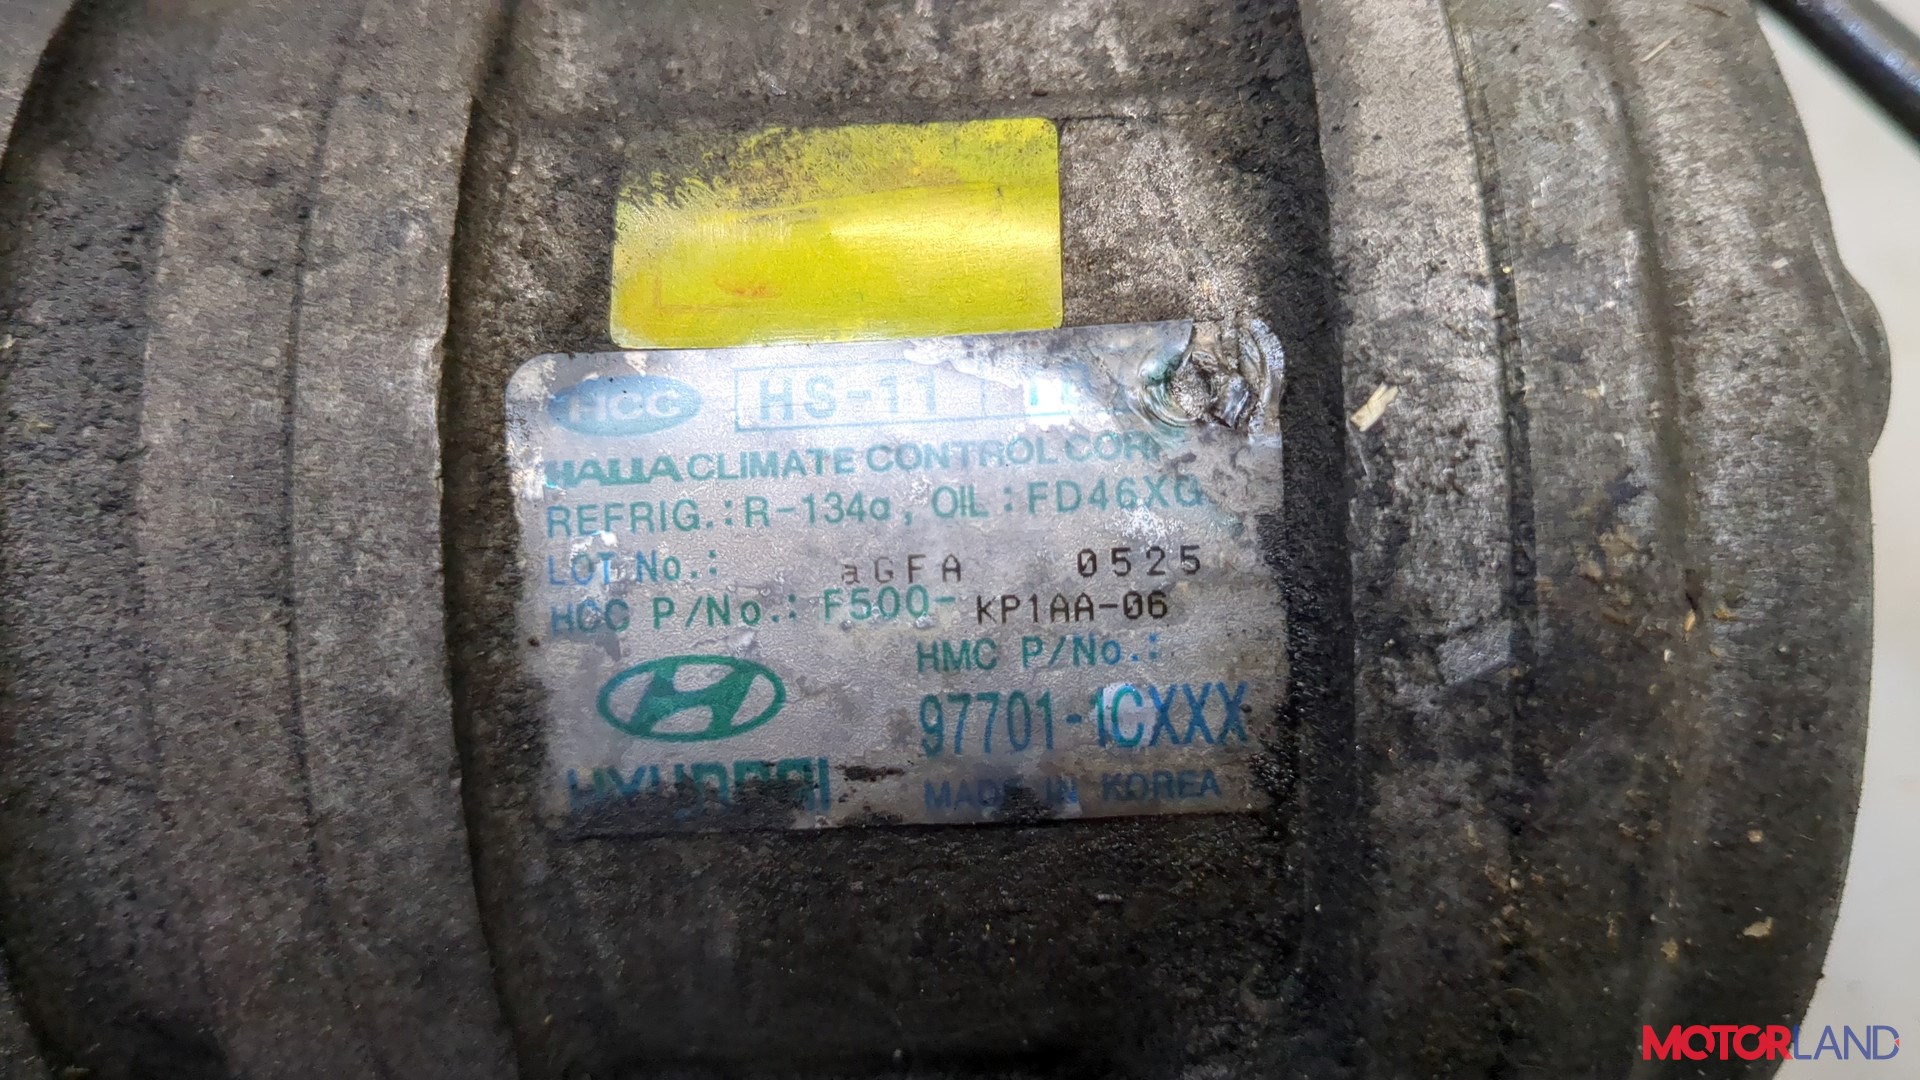 HCC HS-11
HALLA CLIMATE CONTROL CORP
REFRIG.: R-134a, OIL : FD46XG
LOT No.: aGFA 0525
HCC P/No.: F500-KP1AA-06
HMC P/No.:
97701-1CXXX
HYUNDAI
MADE IN KOREA
MOTORLAND